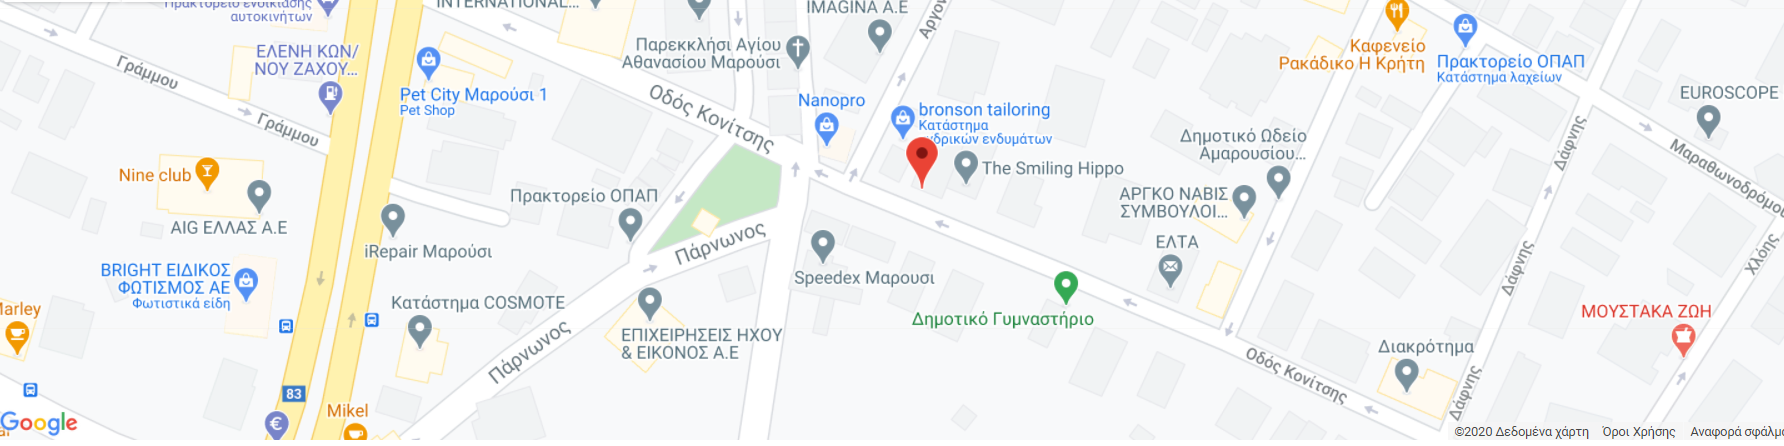 Πρακτορείο ενοικίασης
αυτοκινήτων
INTERNATIONAL...
IMAGINA A.E
Παρεκκλήσι Αγίου
Αθανασίου Μαρούσι
ΕΛΕΝΗ ΚΩΝ/
ΝΟΥ ΖΑΧΟΥ...
Γράμμου
Γράμμου
Pet City Μαρούσι 1
Pet Shop
Οδός Κονίτσης
Nanopro
bronson tailoring
Κατάστημα
The Smiling Hippo
Καφενείο
Ρακάδικο Η Κρήτη
Πρακτορείο ΟΠΑΠ
Κατάστημα λαχείων
EUROSCOPE
Δημοτικό Ωδείο
Αμαρουσίου...
Δάφνης
Μαραθωνοδρόμου
Nine club
AIG ΕΛΛΑΣ Α.Ε
Πρακτορείο ΟΠΑΠ
iRepair Μαρούσι
Πάρνωνος
ΑΡΓΚΟ ΝΑΒΙΣ
ΣΥΜΒΟΥΛΟΙ...
ΕΛΤΑ
Δάφνης
Χλόης
BRIGHT ΕΙΔΙΚΟΣ
ΦΩΤΙΣΜΟΣ ΑΕ
Φωτιστικά είδη
Speedex Μαρουσι
Κατάστημα COSMOTE
Δημοτικό Γυμναστήριο
ΜΟΥΣΤΑΚΑ ΖΩΗ
Marley
ΕΠΙΧΕΙΡΗΣΕΙΣ ΗΧΟΥ
& ΕΙΚΟΝΟΣ Α.Ε
Πάρνωνος
Οδός Κονίτσης
Διακρότημα
Δάφνης
83
Mikel
Google
©2020 Δεδομένα χάρτη Όροι Χρήσης Αναφορά σφάλμα